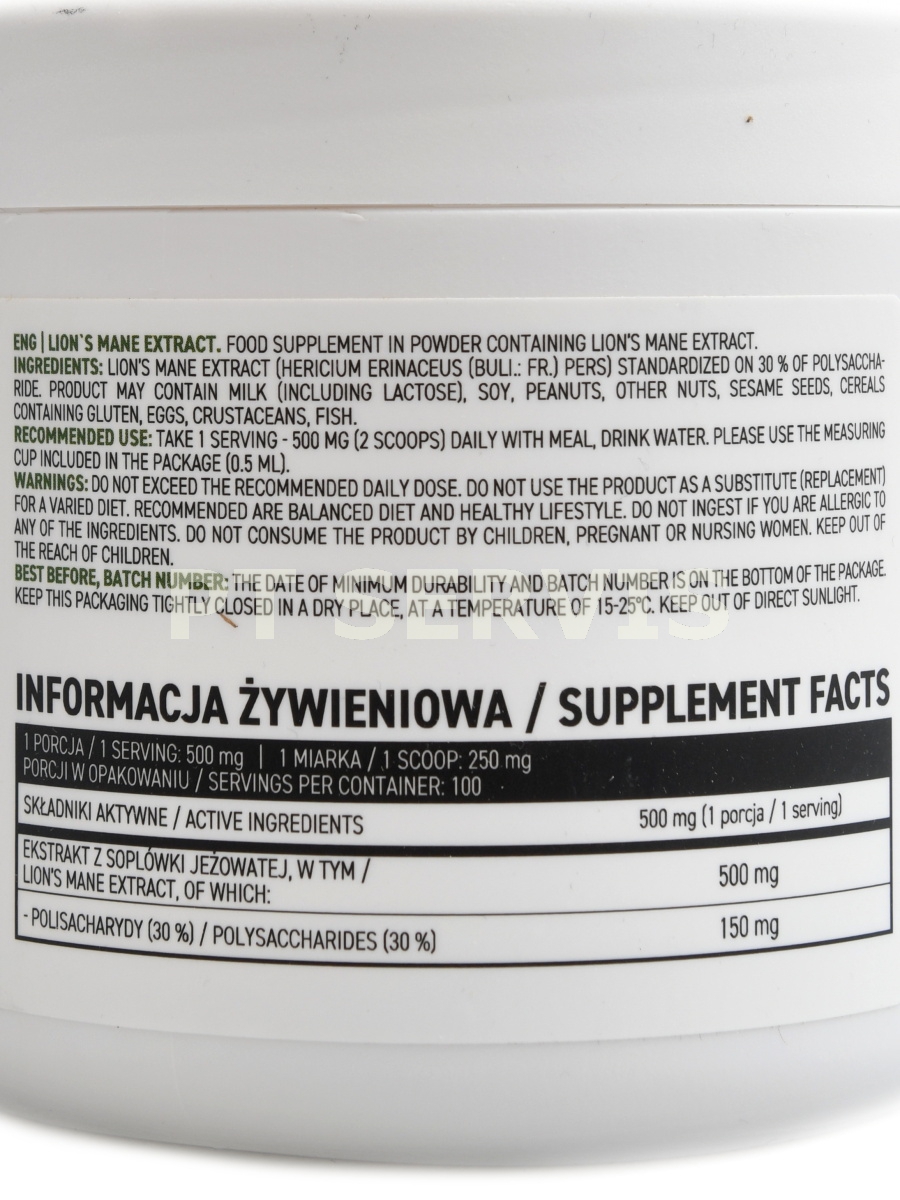 ENG | LION`S MANE EXTRACT. FOOD SUPPLEMENT IN POWDER CONTAINING LION'S MANE EXTRACT.
INGREDIENTS: LION'S MANE EXTRACT (HERICIUM ERINACEUS (BULL.: FR.) PERS) STANDARDIZED ON 30 % OF POLYSACCHA-
RIDE. PRODUCT MAY CONTAIN MILK (INCLUDING LACTOSE), SOY, PEANUTS, OTHER NUTS, SESAME SEEDS, CEREALS
CONTAINING GLUTEN, EGGS, CRUSTACEANS, FISH.
RECOMMENDED USE: TAKE 1 SERVING - 500 MG (2 SCOOPS) DAILY WITH MEAL, DRINK WATER. PLEASE USE THE MEASURING
CUP INCLUDED IN THE PACKAGE (0.5 ML).
WARNINGS: DO NOT EXCEED THE RECOMMENDED DAILY DOSE. DO NOT USE THE PRODUCT AS A SUBSTITUTE (REPLACEMENT)
FOR A VARIED DIET. RECOMMENDED ARE BALANCED DIET AND HEALTHY LIFESTYLE. DO NOT INGEST IF YOU ARE ALLERGIC TO
ANY OF THE INGREDIENTS. DO NOT CONSUME THE PRODUCT BY CHILDREN, PREGNANT OR NURSING WOMEN. KEEP OUT OF
THE REACH OF CHILDREN.
BEST BEFORE, BATCH NUMBER: THE DATE OF MINIMUM DURABILITY AND BATCH NUMBER IS ON THE BOTTOM OF THE PACKAGE.
KEEP THIS PACKAGING TIGHTLY CLOSED IN A DRY PLACE, AT A TEMPERATURE OF 15-25°C. KEEP OUT OF DIRECT SUNLIGHT.
PT SERVIS
INFORMACJA ŻYWIENIOWA / SUPPLEMENT FACTS
1 PORCJA / 1 SERVING: 500 mg | 1 MIARKA / 1 SCOOP: 250 mg
PORCJI W OPAKOWANIU / SERVINGS PER CONTAINER: 100
SKŁADNIKI AKTYWNE / ACTIVE INGREDIENTS 500 mg (1 porcja / 1 serving)
EKSTRAKT Z SOPLÓWKI JEŻOWATEJ, W TYM /
LION'S MANE EXTRACT, OF WHICH: 500 mg
- POLISACHARYDY (30 %) / POLYSACCHARIDES (30 %) 150 mg